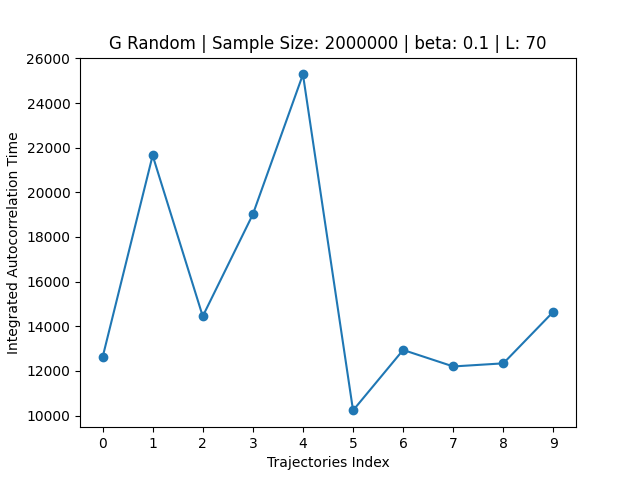 G Random | Sample Size: 2000000 | beta: 0.1 | L: 70
Integrated Autocorrelation Time
26000
24000
22000
20000
18000
16000
14000
12000
10000
0 1 2 3 4 5 6 7 8 9
Trajectories Index